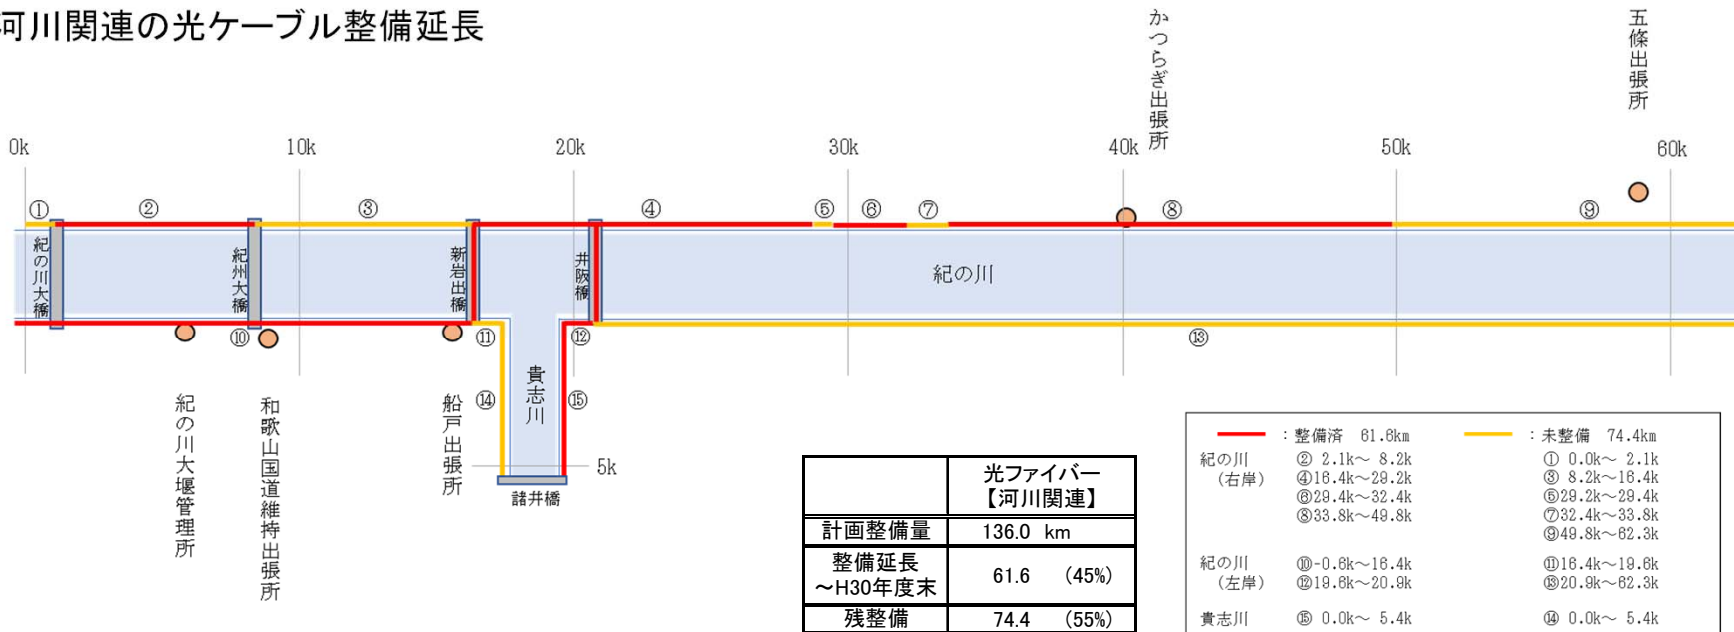 河川関連の光ケーブル整備延長
かつらぎ出張所
五條出張所
0k
10k
20k
30k
40k
50k
60k
①
②
③
④
⑤
⑥
⑦
⑧
⑨
紀の川大橋
紀州大橋
新岩出橋
井阪橋
紀の川
⑩
⑪
⑫
⑬
貴志川
⑭
⑮
5k
諸井橋
紀の川大堰管理所
和歌山国道維持出張所
船戸出張所
光ファイバー
【河川関連】
計画整備量 136.0 km
整備延長
～H30年度末 61.6 (45%)
残整備 74.4 (55%)
：整備済 61.6km ：未整備 74.4km
紀の川 ② 2.1k～ 8.2k ① 0.0k～ 2.1k
（右岸） ④16.4k～29.2k ③ 8.2k～16.4k
⑥29.4k～32.4k ⑤29.2k～29.4k
⑧33.8k～49.8k ⑦32.4k～33.8k
⑨49.8k～62.3k
紀の川 ⑩-0.6k～16.4k ⑪16.4k～19.6k
（左岸） ⑫19.6k～20.9k ⑬20.9k～62.3k
貴志川 ⑮ 0.0k～ 5.4k ⑭ 0.0k～ 5.4k